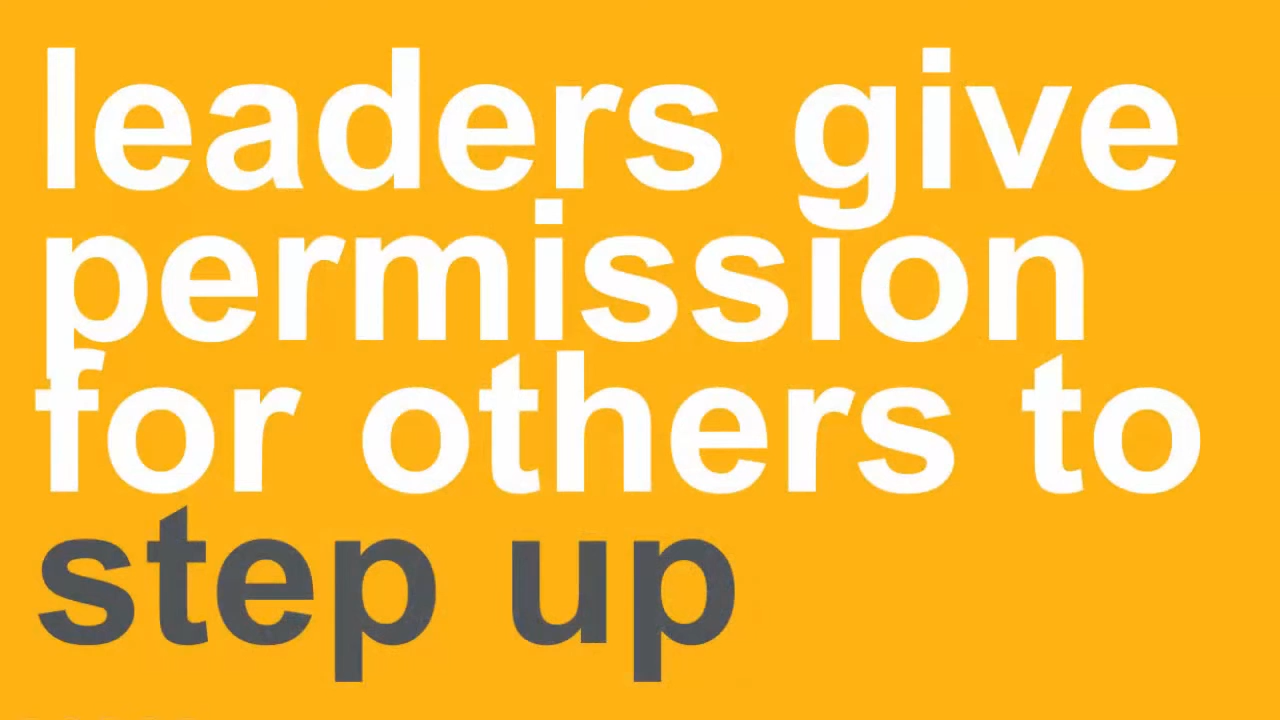 leaders give
permission
for others to
step up